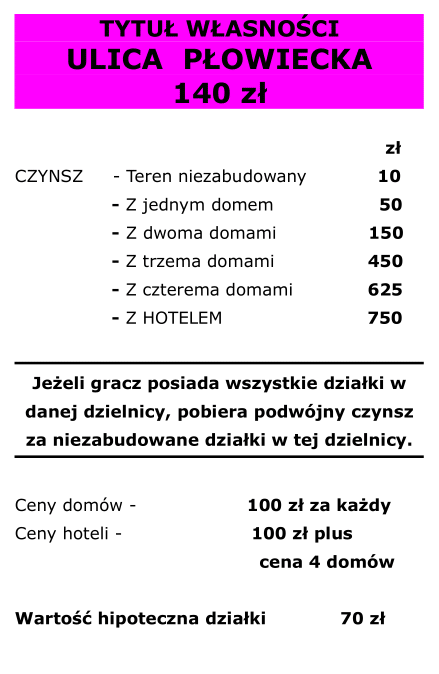 TYTUŁ WŁASNOŚCI
ULICA PŁOWIECKA
140 zł
zł
CZYNSZ - Teren niezabudowany 10
- Z jednym domem 50
- Z dwoma domami 150
- Z trzema domami 450
- Z czterema domami 625
- Z HOTELEM 750
Jeżeli gracz posiada wszystkie działki w
danej dzielnicy, pobiera podwójny czynsz
za niezabudowane działki w tej dzielnicy.
Ceny domów - 100 zł za każdy
Ceny hoteli - 100 zł plus
cena 4 domów
Wartość hipoteczna działki 70 zł